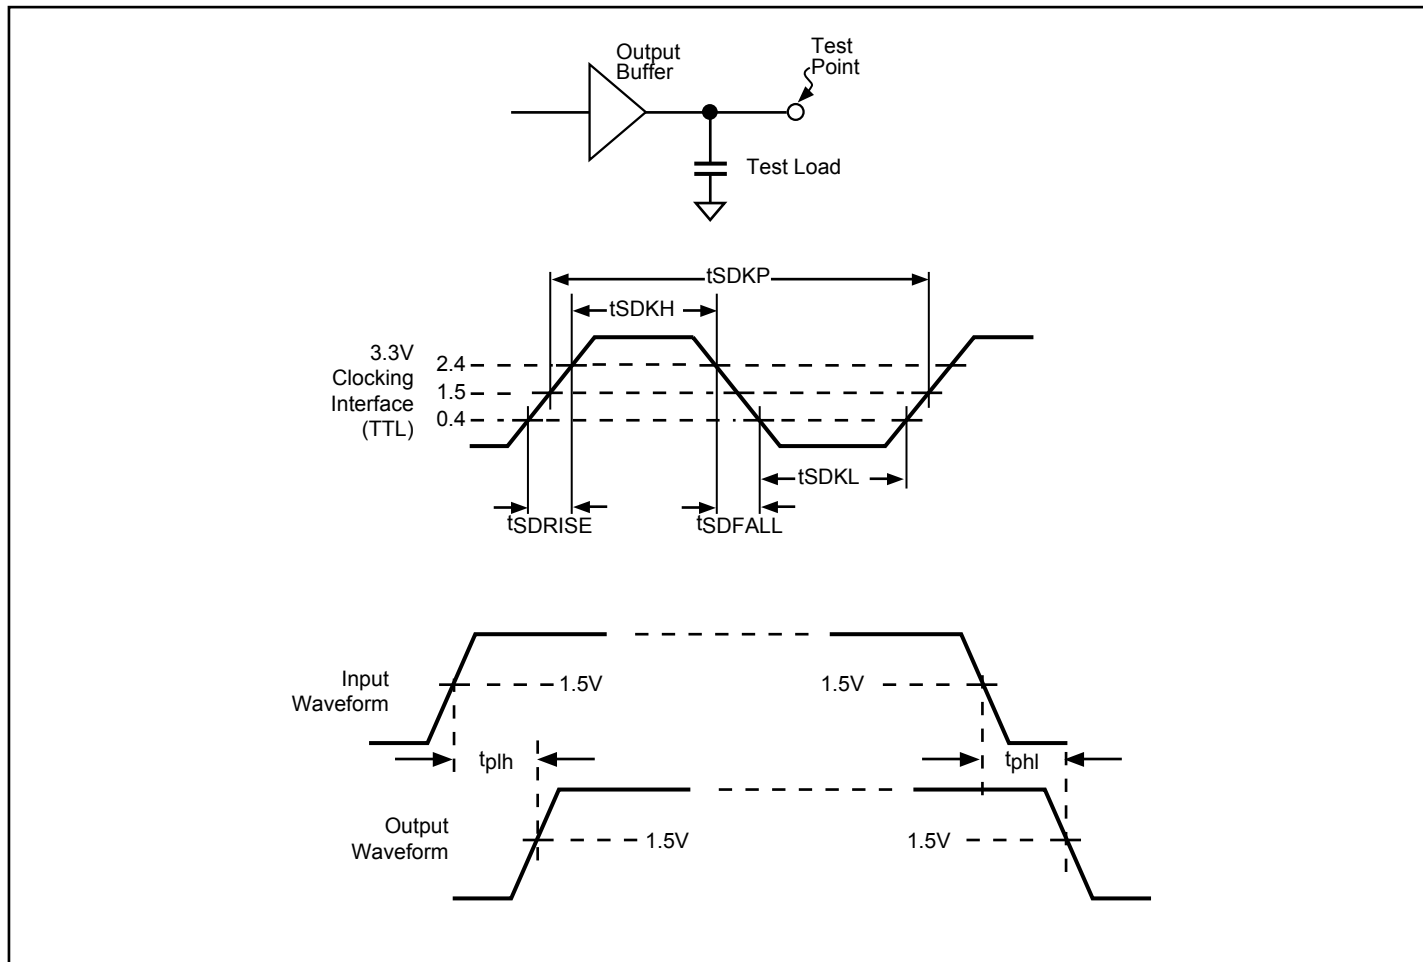 Output
Buffer
Test
Point
Test Load
tSDKP
tSDKH
3.3V
Clocking
Interface
(TTL)
2.4
1.5
0.4
tSDKL
tSDRISE
tSDFALL
Input
Waveform
1.5V
1.5V
tplh
tphl
Output
Waveform
1.5V
1.5V